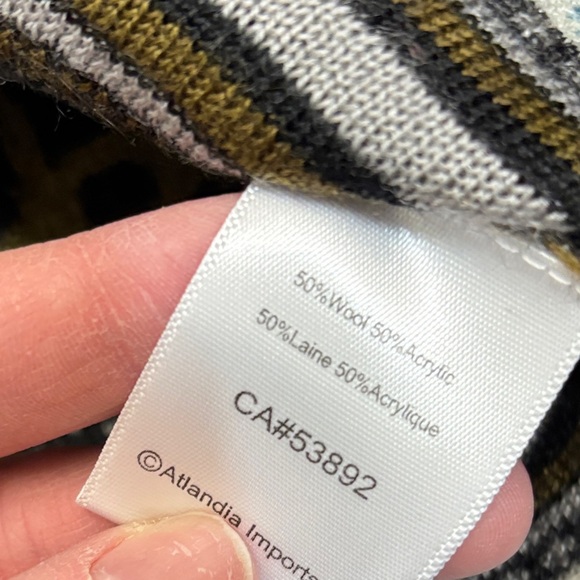 50%Wool 50%Acrylic
50%Laine 50%Acrylique
CA#53892
©Atlandia Imports